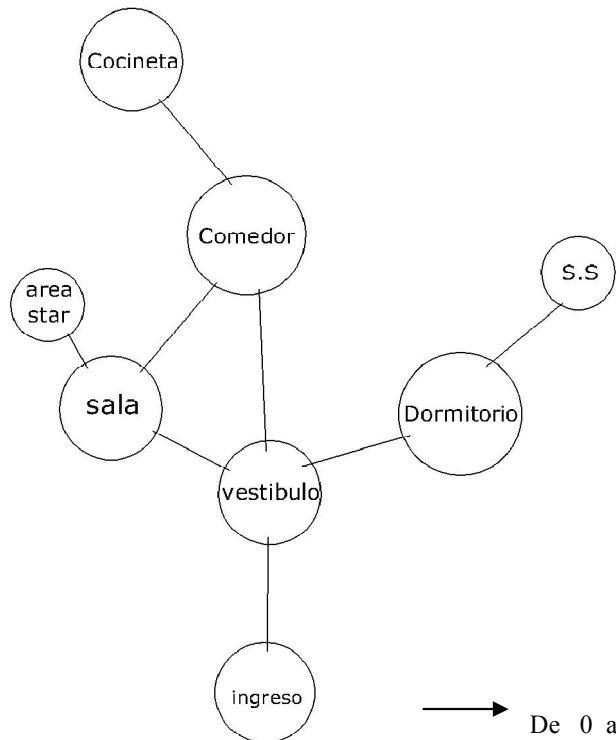 Cocineta
Comedor
s.s
area
star
sala
Dormitorio
vestibulo
ingreso
De 0 a